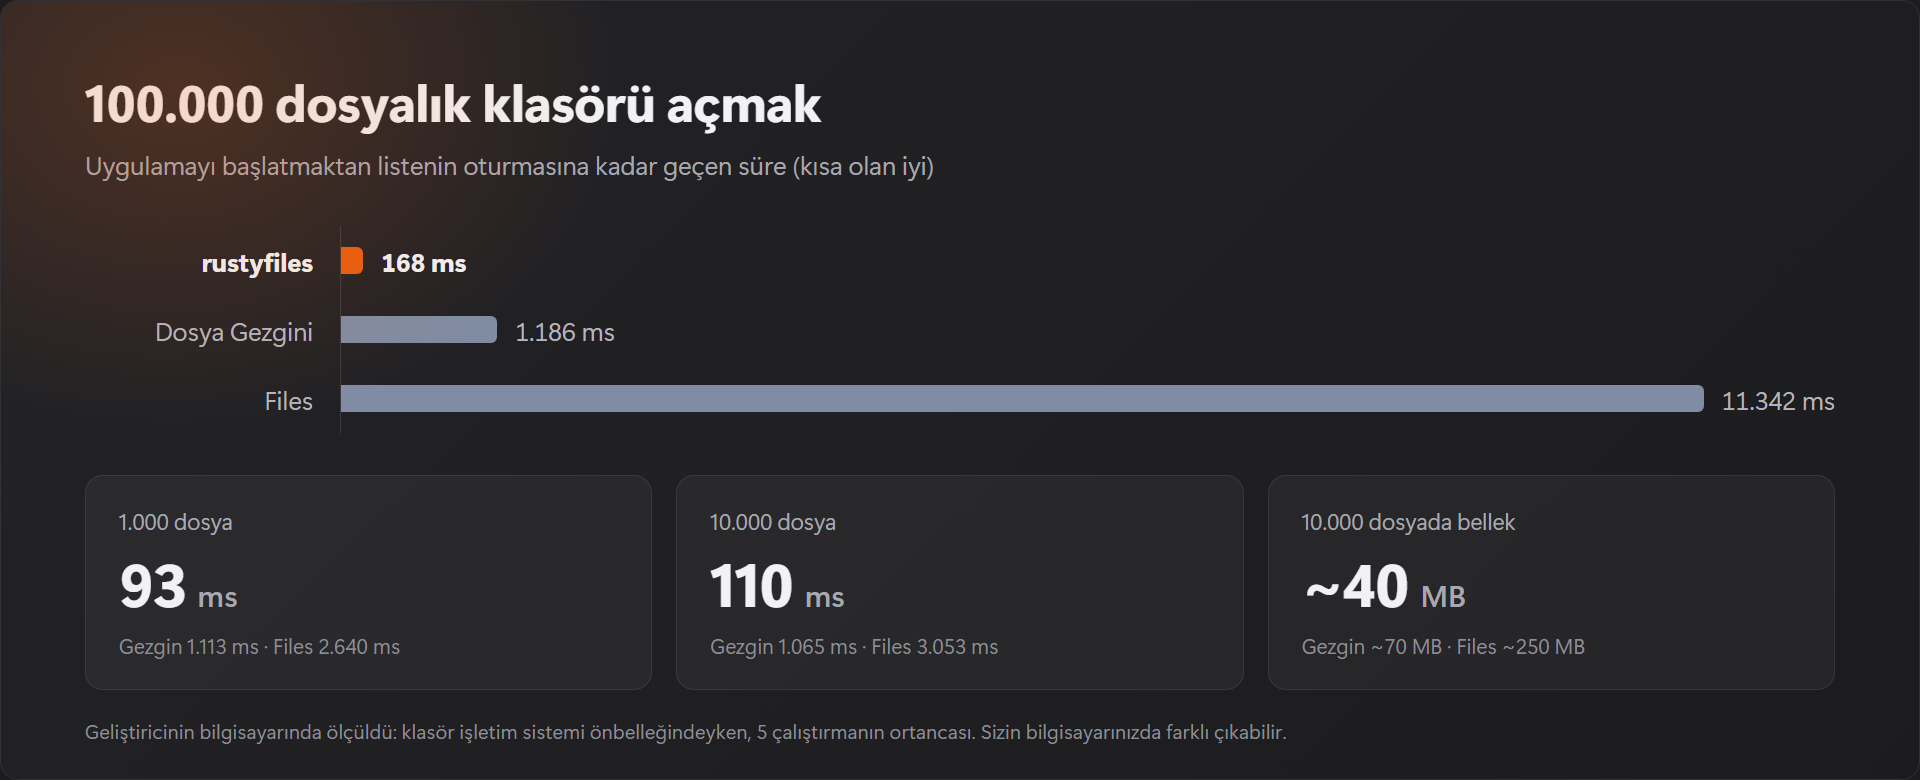 100.000 dosyalık klasörü açmak
Uygulamayı başlatmaktan listenin oturmasına kadar geçen süre (kısa olan iyi)
rustyfiles 168 ms
Dosya Gezgini 1.186 ms
Files 11.342 ms
1.000 dosya
93 ms
Gezgin 1.113 ms · Files 2.640 ms
10.000 dosya
110 ms
Gezgin 1.065 ms · Files 3.053 ms
10.000 dosyada bellek
~40 MB
Gezgin ~70 MB · Files ~250 MB
Geliştiricinin bilgisayarında ölçüldü: klasör işletim sistemi önbelleğindeyken, 5 çalıştırmanın ortancası. Sizin bilgisayarınızda farklı çıkabilir.